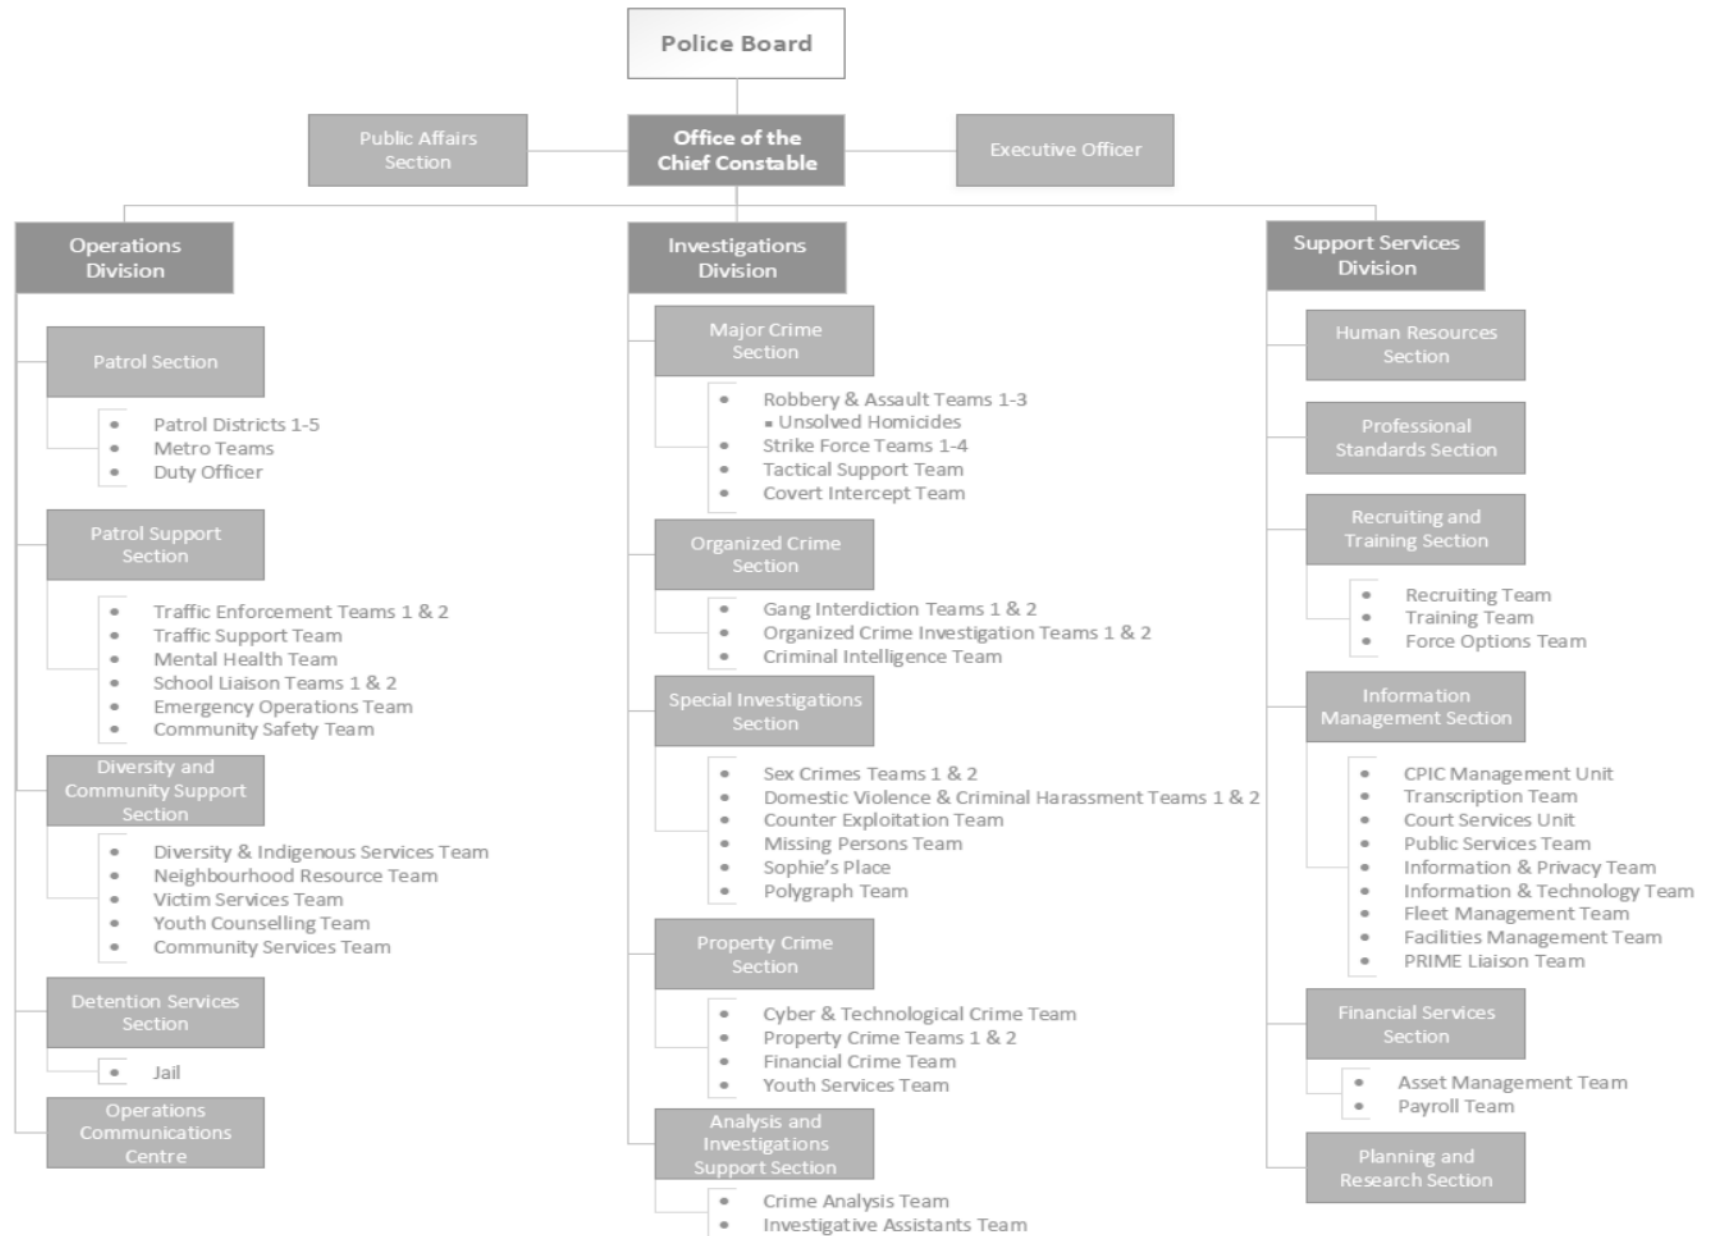 Police Board
Public Affairs
Section
Office of the
Chief Constable
Executive Officer
Operations
Division
Patrol Section
• Patrol Districts 1-5
• Metro Teams
• Duty Officer
Patrol Support
Section
• Traffic Enforcement Teams 1 & 2
• Traffic Support Team
• Mental Health Team
• School Liaison Teams 1 & 2
• Emergency Operations Team
• Community Safety Team
Diversity and
Community Support
Section
• Diversity & Indigenous Services Team
• Neighbourhood Resource Team
• Victim Services Team
• Youth Counselling Team
• Community Services Team
Detention Services
Section
• Jail
Operations
Communications
Centre
Investigations
Division
Major Crime
Section
• Robbery & Assault Teams 1-3
▪ Unsolved Homicides
• Strike Force Teams 1-4
• Tactical Support Team
• Covert Intercept Team
Organized Crime
Section
• Gang Interdiction Teams 1 & 2
• Organized Crime Investigation Teams 1 & 2
• Criminal Intelligence Team
Special Investigations
Section
• Sex Crimes Teams 1 & 2
• Domestic Violence & Criminal Harassment Teams 1 & 2
• Counter Exploitation Team
• Missing Persons Team
• Sophie's Place
• Polygraph Team
Property Crime
Section
• Cyber & Technological Crime Team
• Property Crime Teams 1 & 2
• Financial Crime Team
• Youth Services Team
Analysis and
Investigations
Support Section
• Crime Analysis Team
• Investigative Assistants Team
Support Services
Division
Human Resources
Section
Professional
Standards Section
Recruiting and
Training Section
• Recruiting Team
• Training Team
• Force Options Team
Information
Management Section
• CPIC Management Unit
• Transcription Team
• Court Services Unit
• Public Services Team
• Information & Privacy Team
• Information & Technology Team
• Fleet Management Team
• Facilities Management Team
• PRIME Liaison Team
Financial Services
Section
• Asset Management Team
• Payroll Team
Planning and
Research Section